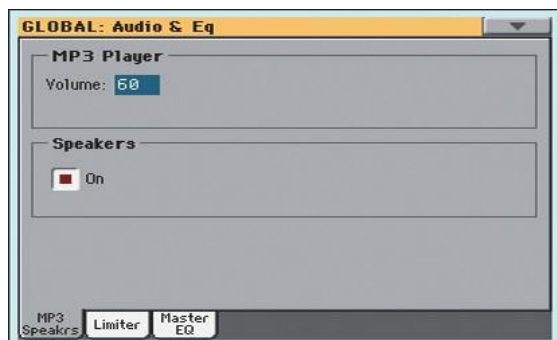 GLOBAL: Audio & Eq
MP3 Player
Volume: 60
Speakers
On
MP3
Speakrs
Limiter
Master
EQ